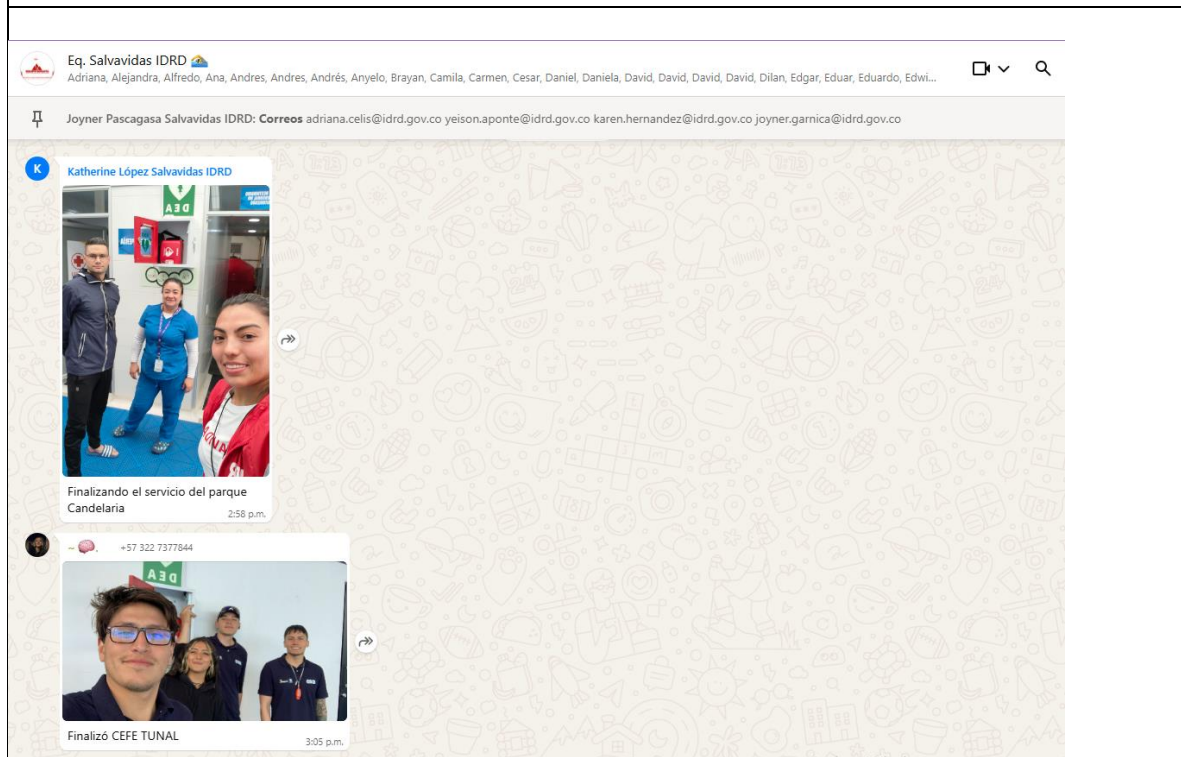 Eq. Salvavidas IDRD
Adriana, Alejandra, Alfredo, Ana, Andres, Antres, Andrés, Anyelo, Brayan, Camila, Carmen, Cesar, Daniel, Daniela, David, David, David, David, Dilan, Edgar, Eduar, Eduardo, Edwi...
Joyner Pascagasa Salvavidas IDRD: Correos adriana.celis@idrd.gov.co yeison.aponte@idrd.gov.co karen.hernandez@idrd.gov.co joyner.garnica@idrd.gov.co
K
Katherine López Salvavidas IDRD
DEA
Finalizando el servicio del parque
Candelaria
2:58 p.m.
~ 🧠. +57 322 7377844
DEA
Finalizó CEFE TUNAL
3:05 p.m.